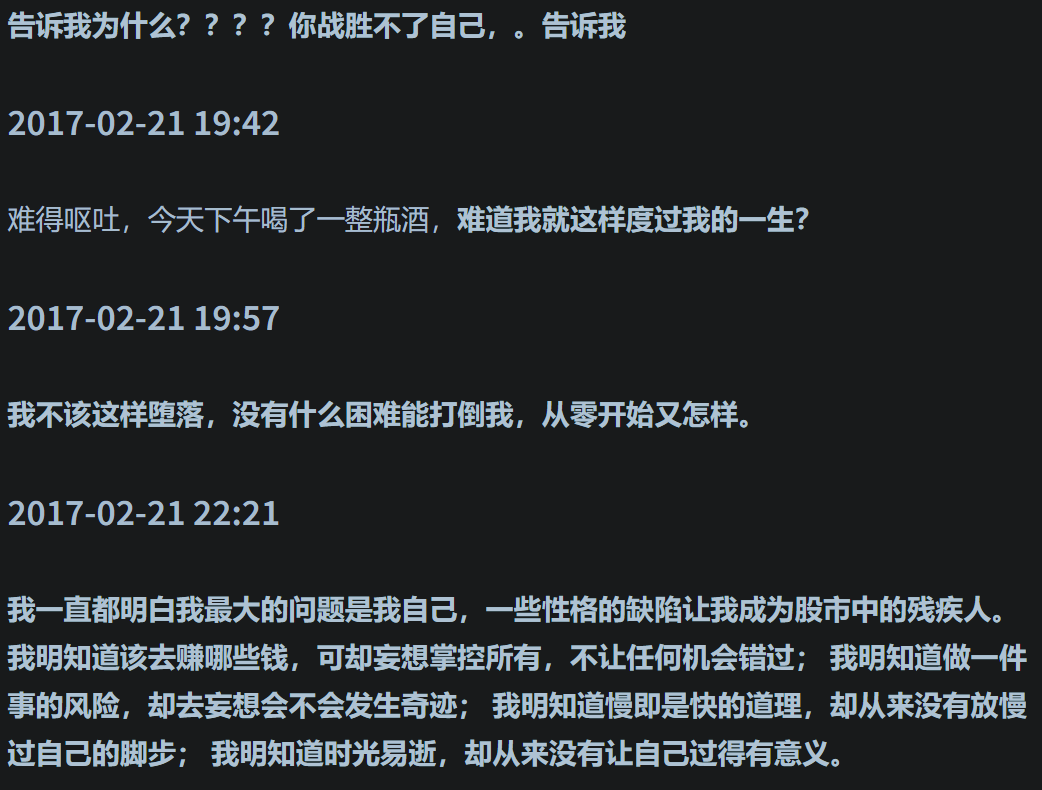 告诉我为什么？？？？你战胜不了自己，。告诉我
2017-02-21 19:42
难得呕吐，今天下午喝了一整瓶酒，难道我就这样度过我的一生？
2017-02-21 19:57
我不该这样堕落，没有什么困难能打倒我，从零开始又怎样。
2017-02-21 22:21
我一直都明白我最大的问题是我自己，一些性格的缺陷让我成为股市中的残疾人。
我明知道该去赚哪些钱，可却妄想掌控所有，不让任何机会错过； 我明知道做一件
事的风险，却去妄想会不会发生奇迹； 我明知道慢即是快的道理，却从来没有放慢
过自己的脚步； 我明知道时光易逝，却从来没有让自己过得有意义。